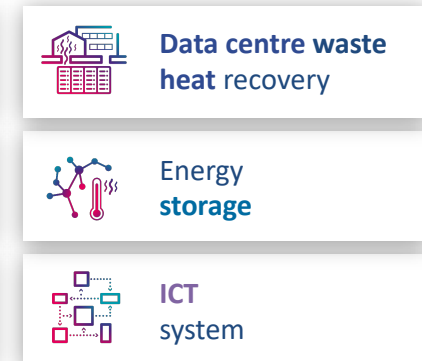 Data centre waste
heat recovery
Energy
storage
ICT
system